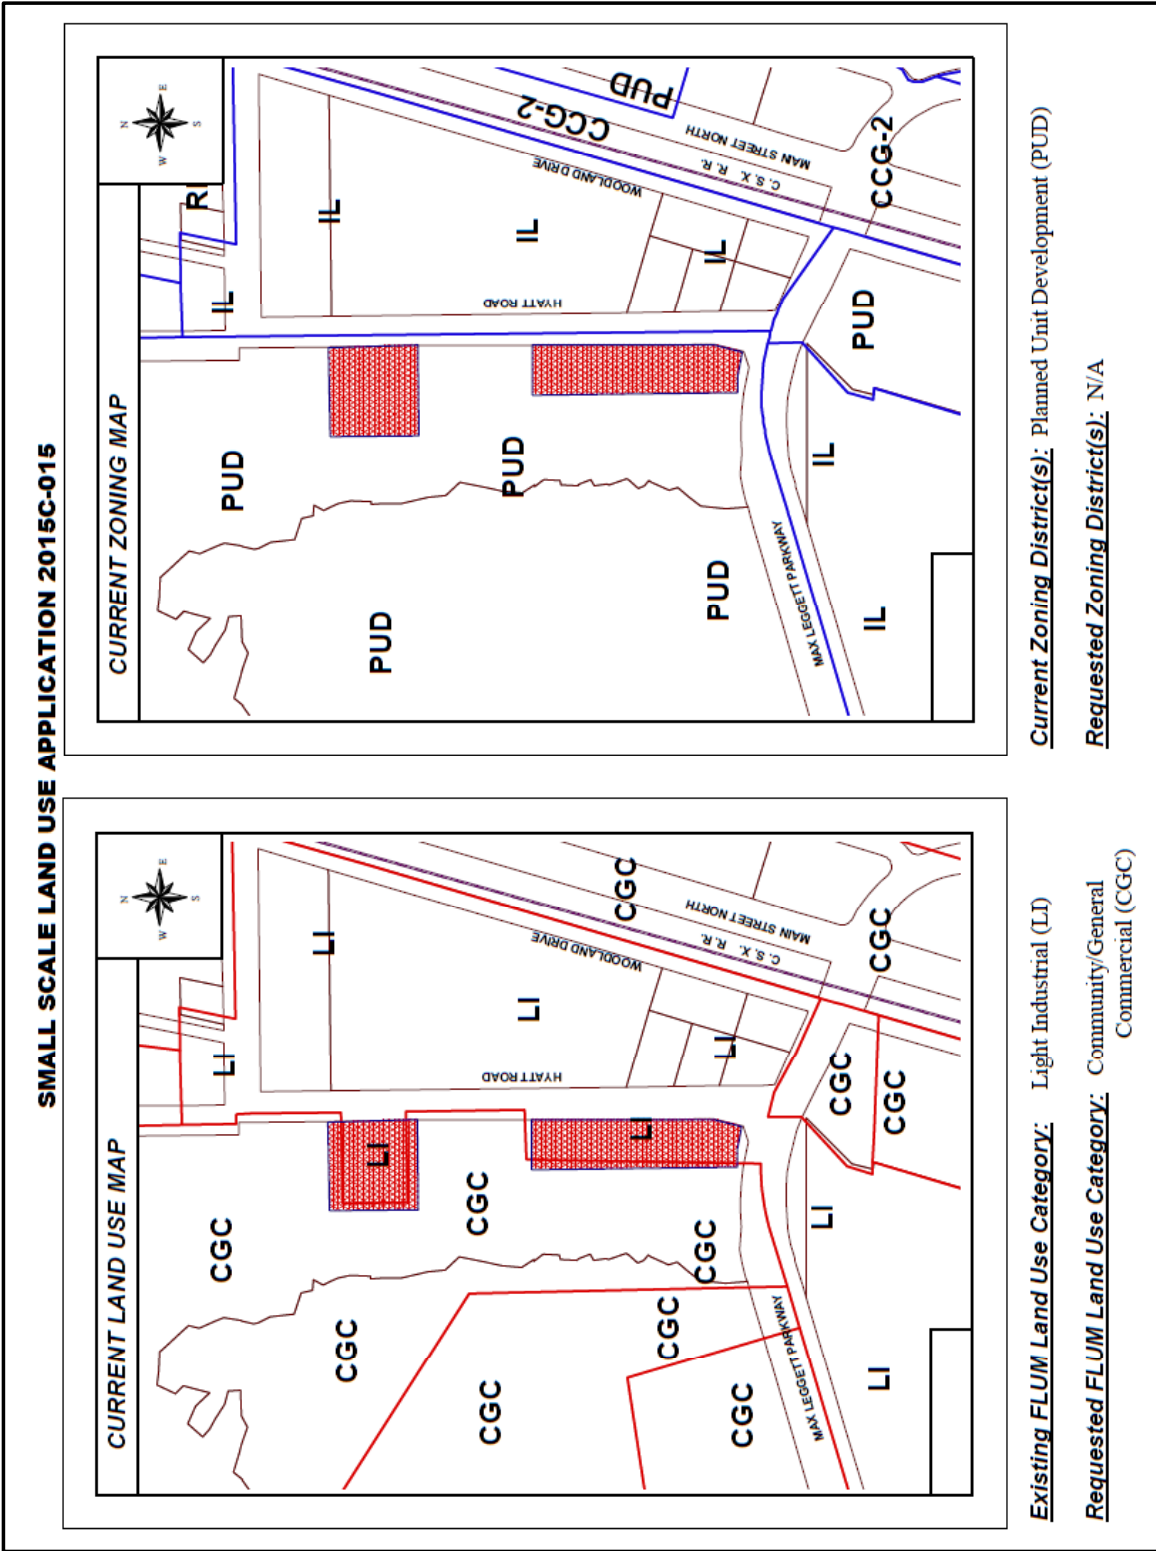 SMALL SCALE LAND USE APPLICATION 2015C-015
CURRENT LAND USE MAP
N
E
S
W
LI
LI
LI
LI
LI
LI
LI
LI
CGC
CGC
CGC
CGC
CGC
CGC
CGC
CGC
CGC
CGC
CGC
HYATT ROAD
WOODLAND DRIVE
C. S. X. R. R.
MAIN STREET NORTH
MAX LEGGETT PARKWAY
Existing FLUM Land Use Category: Light Industrial (LI)
Requested FLUM Land Use Category: Community/General
Commercial (CGC)
CURRENT ZONING MAP
N
E
S
W
IL
IL
IL
IL
IL
IL
PUD
PUD
PUD
PUD
PUD
PUD
CCG-2
CCG-2
HYATT ROAD
WOODLAND DRIVE
C. S. X. R. R.
MAIN STREET NORTH
MAX LEGGETT PARKWAY
Current Zoning District(s): Planned Unit Development (PUD)
Requested Zoning District(s): N/A